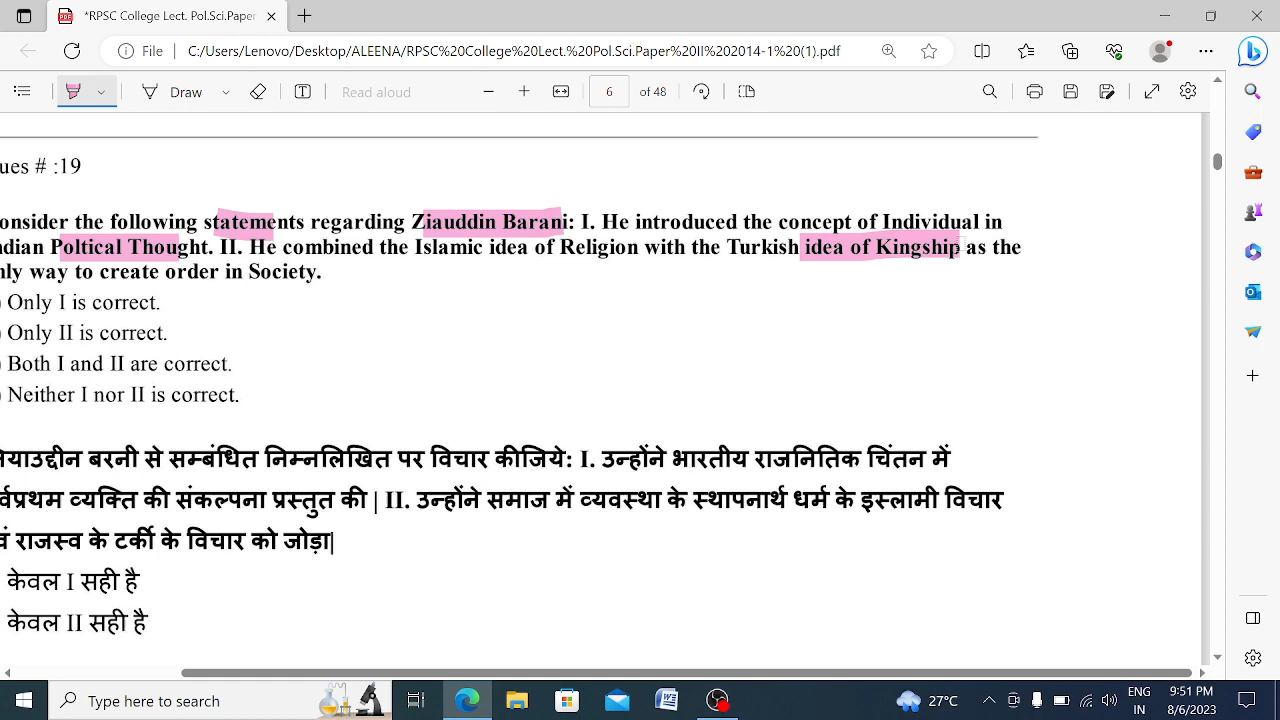 *RPSC College Lect. Pol.Sci.Paper
File
C:/Users/Lenovo/Desktop/ALEENA/RPSC%20College%20Lect.%20Pol.Sci.Paper%20II%202014-1%20(1).pdf
Draw
Read aloud
6
of 48
ues # :19
onsider the following statements regarding Ziauddin Barani: I. He introduced the concept of Individual in
ndian Poltical Thought. II. He combined the Islamic idea of Religion with the Turkish idea of Kingship as the
nly way to create order in Society.
) Only I is correct.
) Only II is correct.
) Both I and II are correct.
) Neither I nor II is correct.
याउद्दीन बरनी से सम्बंधित निम्नलिखित पर विचार कीजिये: I. उन्होंने भारतीय राजनितिक चिंतन में
र्वप्रथम व्यक्ति की संकल्पना प्रस्तुत की | II. उन्होंने समाज में व्यवस्था के स्थापनार्थ धर्म के इस्लामी विचार
वं राजस्व के टर्की के विचार को जोड़ा|
केवल I सही है
केवल II सही है
Type here to search
27°C
ENG
IN
9:51 PM
8/6/2023